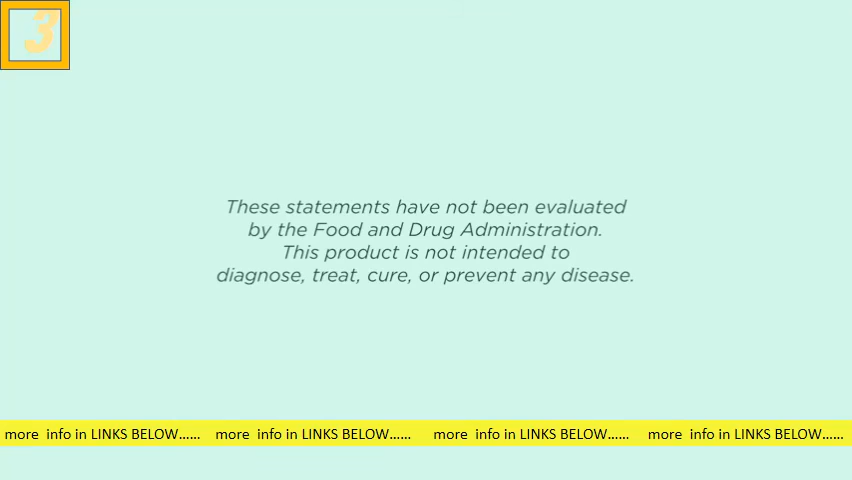 3
These statements have not been evaluated
by the Food and Drug Administration.
This product is not intended to
diagnose, treat, cure, or prevent any disease.
more  info in LINKS BELOW...... more  info in LINKS BELOW...... more  info in LINKS BELOW...... more  info in LINKS BELOW......